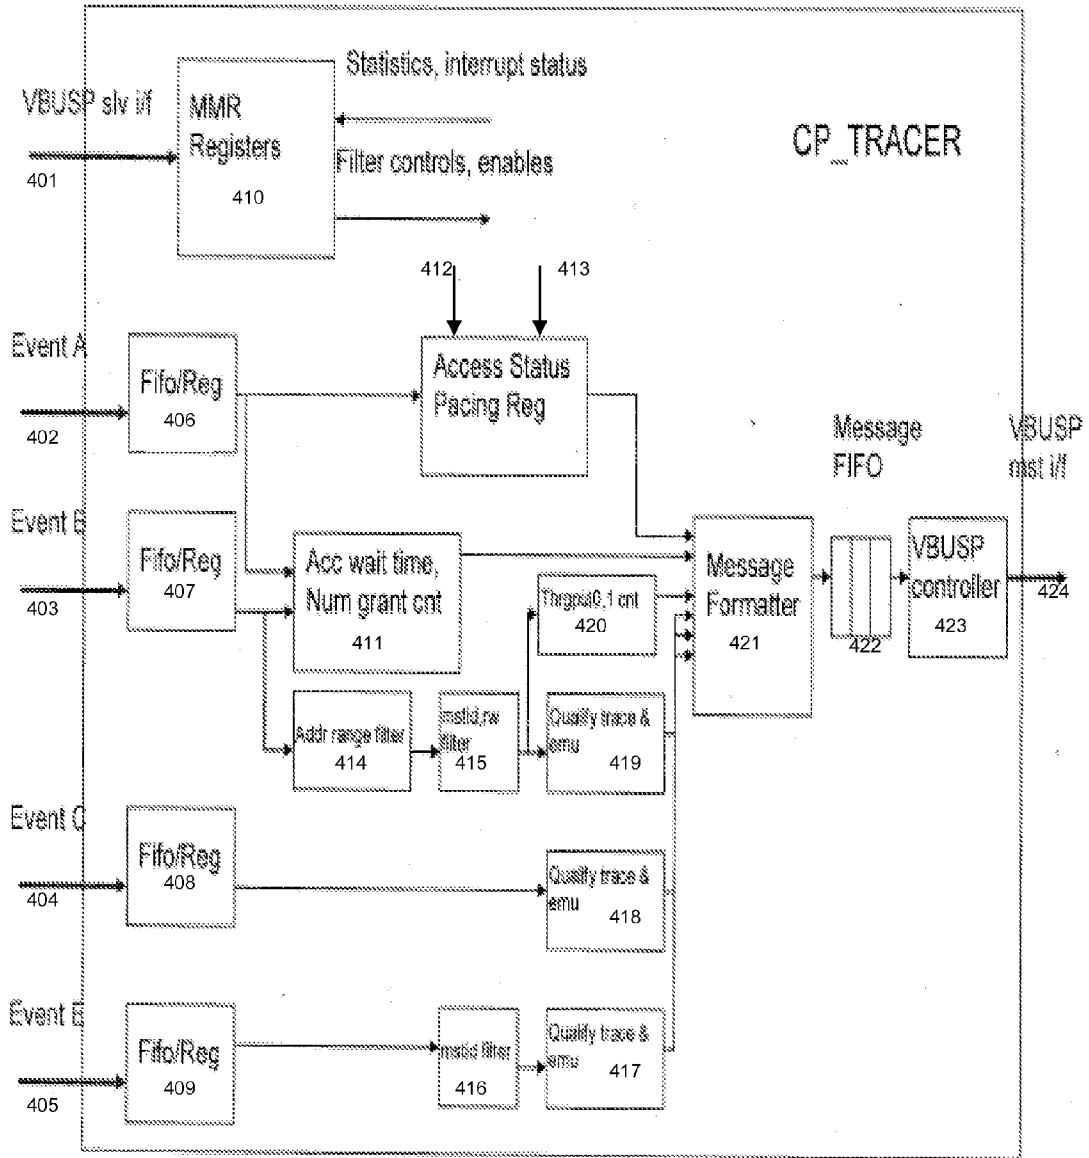 Statistics, interrupt status
VBUSP slv i/f
MMR
Registers
410
401
Filter controls, enables
CP_TRACER
412
413
Event A
Fifo/Reg
406
402
Access Status
Pacing Reg
Message
FIFO
VBUSP
mst i/f
Event B
Fifo/Reg
407
403
Acc wait time,
Num grant cnt
411
Thrgput0,1 cnt
420
Message
Formatter
421
422
VBUSP
controller
423
424
Addr range filter
414
mstid,rw
filter
415
Qualify trace &
emu
419
Event C
Fifo/Reg
408
404
Qualify trace &
emu
418
Event E
Fifo/Reg
409
405
mstid filter
416
Qualify trace &
emu
417